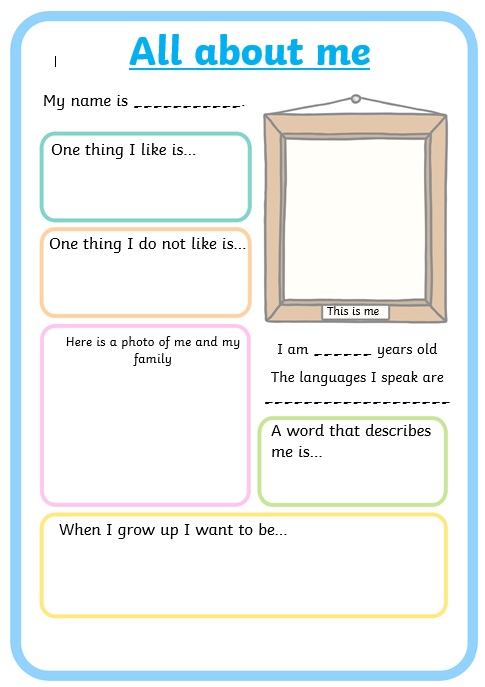 All about me
My name is ___________.
One thing I like is...
One thing I do not like is...
This is me
Here is a photo of me and my
family
I am ______ years old
The languages I speak are
___________________
A word that describes
me is...
When I grow up I want to be...